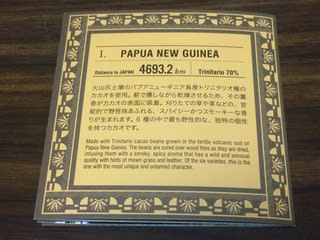 1. PAPUA NEW GUINEA
Distance to JAPAN 4693.2 km Trinitario 70%
火山灰土壌のパプアニューギニア島産トリニタリオ種の
カカオを使用。薪で燻しながら乾燥させるため、その薫
香がカカオの表面に吸着。刈りたての草や革などの、官
能的で野性味あふれる、スパイシーかつスモーキーな香
りが生まれます。6種の中で最も野性的な、独特の個性
を持つカカオです。
Made with Trinitario cacao beans grown in the fertile volcanic soil of
Papua New Guinea. The beans are cured over wood fires as they are dried,
infusing them with a smoky, spicy aroma that has a wild and sensual
quality with hints of mown grass and leather. Of the six varieties, this is the
one with the most unique and untamed character.